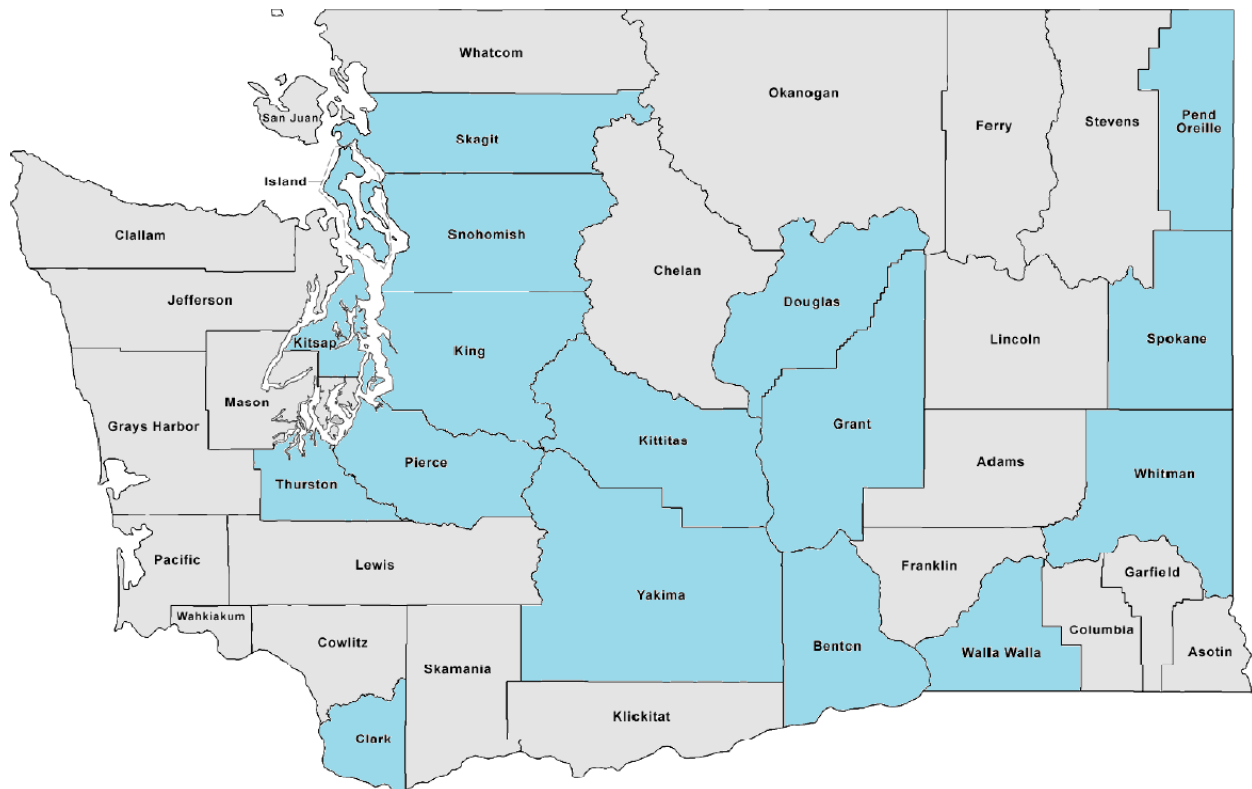 Whatcom
Okanogan
San Juan
Skagit
Ferry
Stevens
Pend
Oreille
Island
Clallam
Snohomish
Chelan
Jefferson
Douglas
Kitsap
King
Lincoln
Spokane
Mason
Grays Harbor
Kittitas
Grant
Pierce
Adams
Whitman
Thurston
Pacific
Lewis
Franklin
Garfield
Yakima
Wahkiakum
Cowlitz
Columbia
Benton
Walla Walla
Asotin
Skamania
Klickitat
Clark